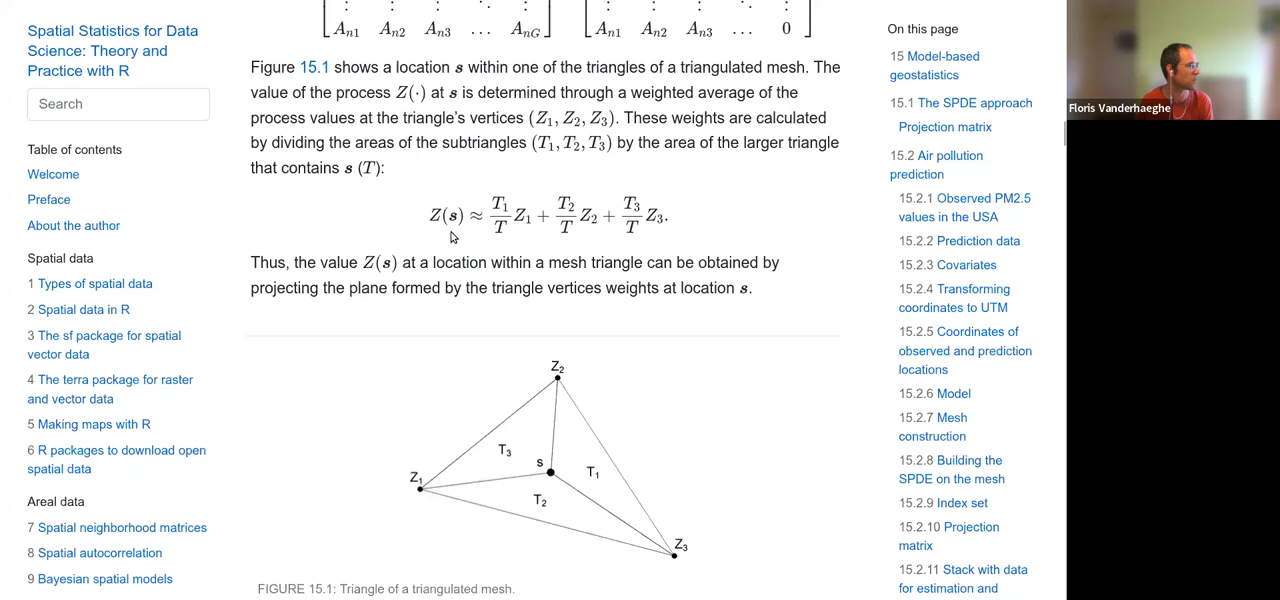 Spatial Statistics for Data
Science: Theory and
Practice with R
Search
Table of contents
Welcome
Preface
About the author
Spatial data
1 Types of spatial data
2 Spatial data in R
3 The sf package for spatial
vector data
4 The terra package for raster
and vector data
5 Making maps with R
6 R packages to download open
spatial data
Areal data
7 Spatial neighborhood matrices
8 Spatial autocorrelation
9 Bayesian spatial models
⋮ ⋮ ⋮ ⋱ ⋮ ⋮ ⋮ ⋮ ⋱ ⋮
Aₙ₁ Aₙ₂ Aₙ₃ … A_{nG} Aₙ₁ Aₙ₂ Aₙ₃ … 0
Figure 15.1 shows a location s within one of the triangles of a triangulated mesh. The
value of the process Z(·) at s is determined through a weighted average of the
process values at the triangle's vertices (Z₁, Z₂, Z₃). These weights are calculated
by dividing the areas of the subtriangles (T₁, T₂, T₃) by the area of the larger triangle
that contains s (T):
Z(s) ≈ T₁/T Z₁ + T₂/T Z₂ + T₃/T Z₃.
Thus, the value Z(s) at a location within a mesh triangle can be obtained by
projecting the plane formed by the triangle vertices weights at location s.
Z₂
T₃
s
T₁
Z₁
T₂
Z₃
FIGURE 15.1: Triangle of a triangulated mesh.
On this page
15 Model-based
geostatistics
15.1 The SPDE approach
Projection matrix
15.2 Air pollution
prediction
15.2.1 Observed PM2.5
values in the USA
15.2.2 Prediction data
15.2.3 Covariates
15.2.4 Transforming
coordinates to UTM
15.2.5 Coordinates of
observed and prediction
locations
15.2.6 Model
15.2.7 Mesh
construction
15.2.8 Building the
SPDE on the mesh
15.2.9 Index set
15.2.10 Projection
matrix
15.2.11 Stack with data
for estimation and
Floris Vanderhaeghe